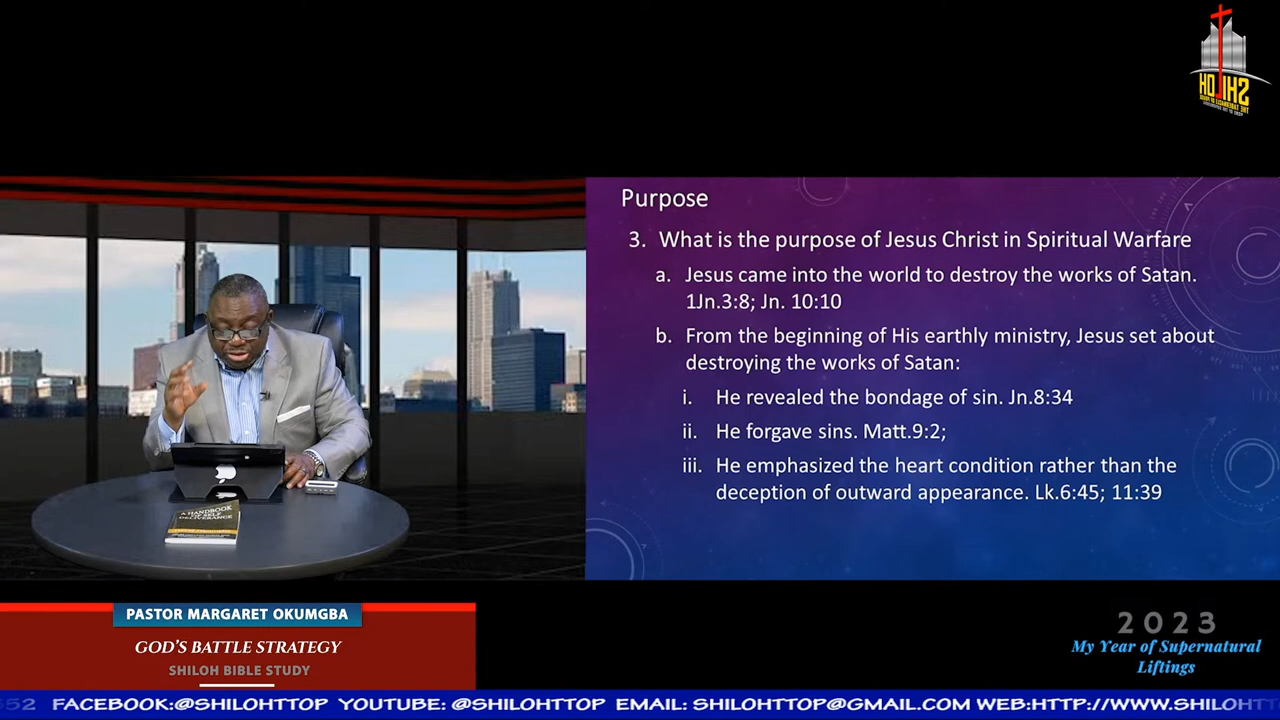 SHILOH
Purpose
3. What is the purpose of Jesus Christ in Spiritual Warfare
a. Jesus came into the world to destroy the works of Satan.
1Jn.3:8; Jn. 10:10
b. From the beginning of His earthly ministry, Jesus set about
destroying the works of Satan:
i. He revealed the bondage of sin. Jn.8:34
ii. He forgave sins. Matt.9:2;
iii. He emphasized the heart condition rather than the
deception of outward appearance. Lk.6:45; 11:39
A HANDBOOK
OF SELF
DELIVERANCE
PASTOR MARGARET OKUMGBA
GOD'S BATTLE STRATEGY
SHILOH BIBLE STUDY
2023
My Year of Supernatural
Liftings
552 FACEBOOK:@SHILOHTTOP YOUTUBE: @SHILOHTTOP EMAIL: SHILOHTTOP@GMAIL.COM WEB:HTTP://WWW.SHILOHTT